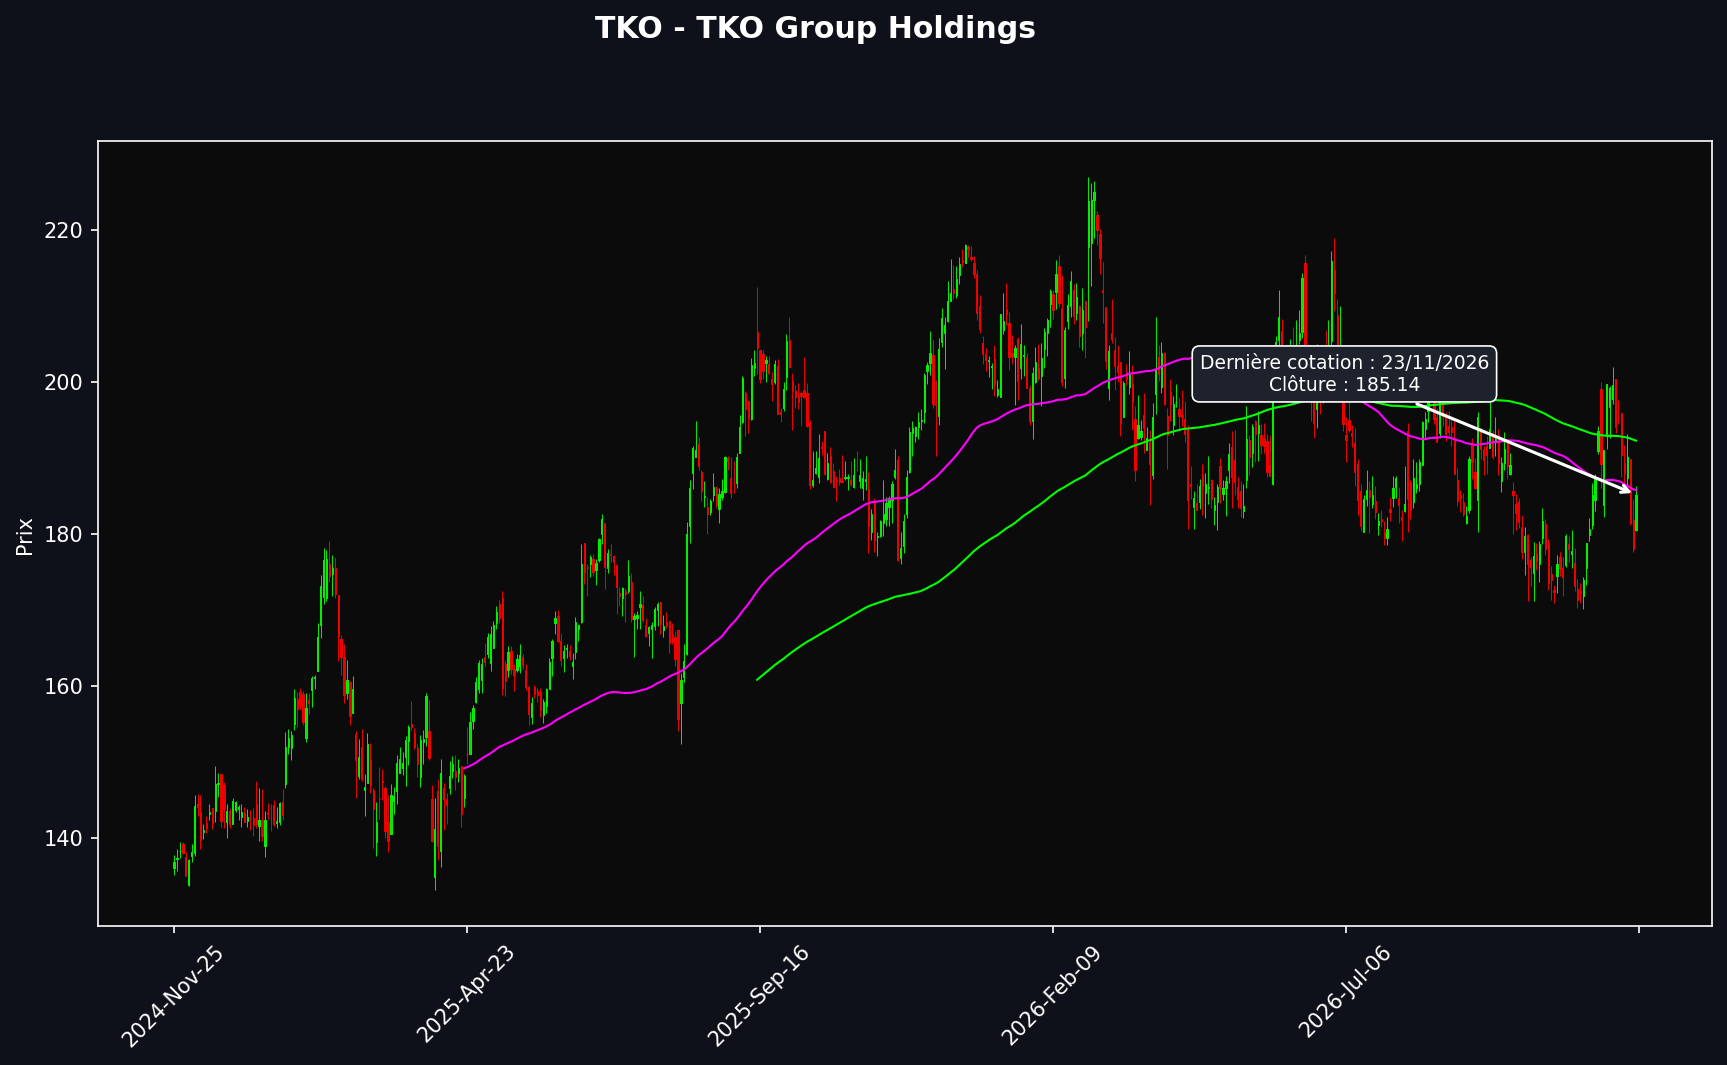 TKO - TKO Group Holdings
Prix
220
200
180
160
140
Dernière cotation : 23/11/2026
Clôture : 185.14
2024-Nov-25
2025-Apr-23
2025-Sep-16
2026-Feb-09
2026-Jul-06